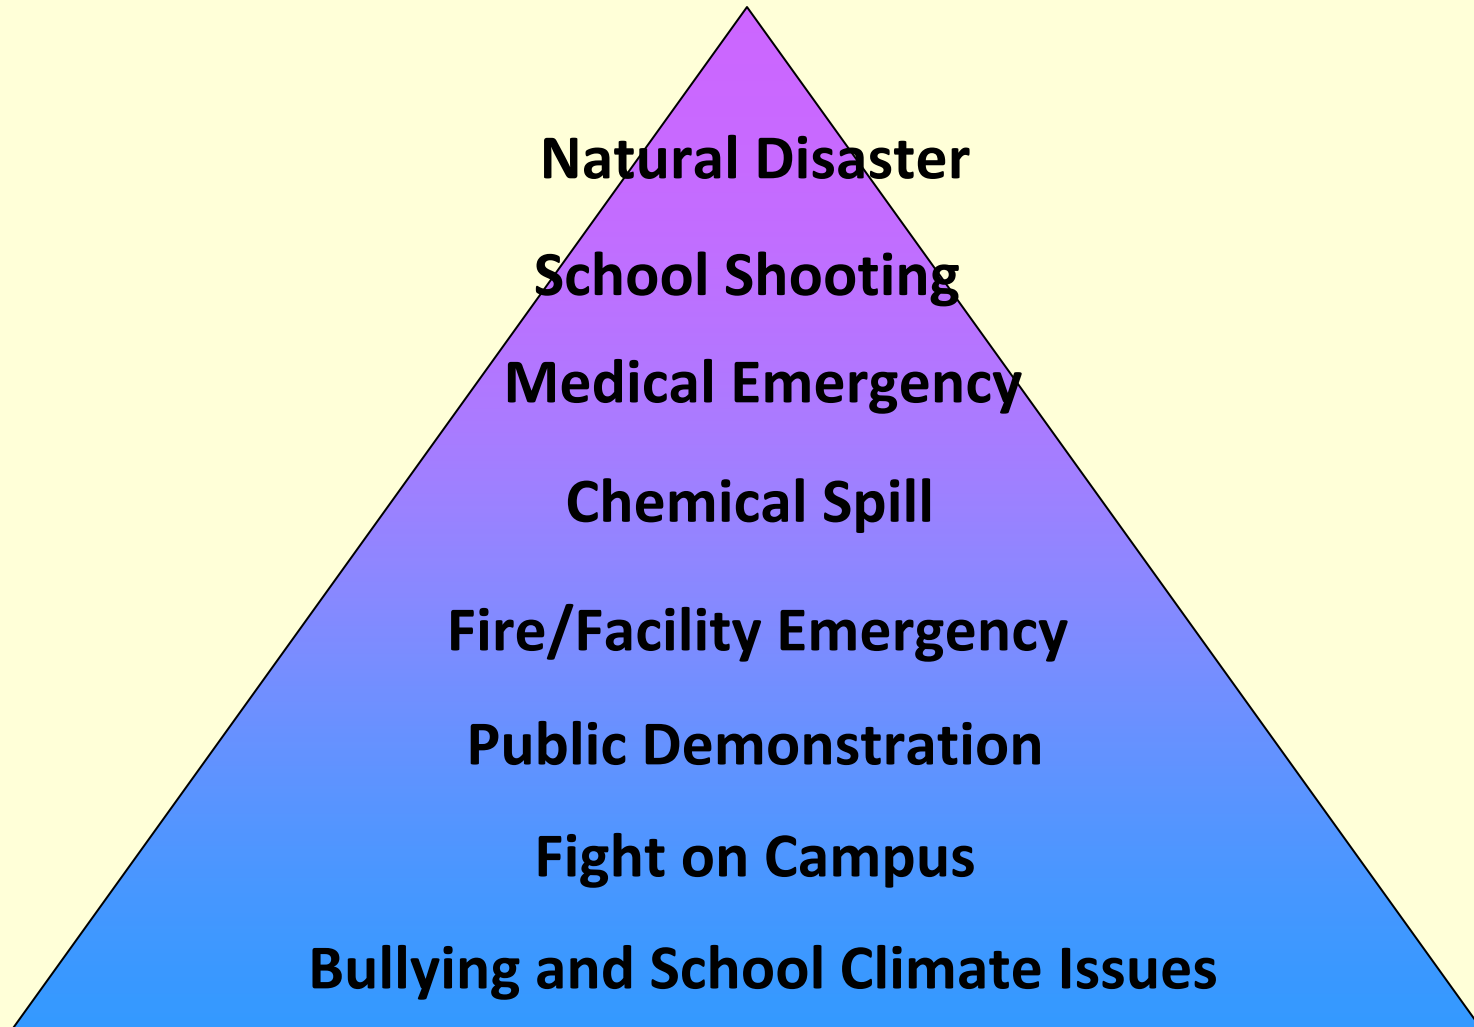 Natural Disaster
School Shooting
Medical Emergency
Chemical Spill
Fire/Facility Emergency
Public Demonstration
Fight on Campus
Bullying and School Climate Issues